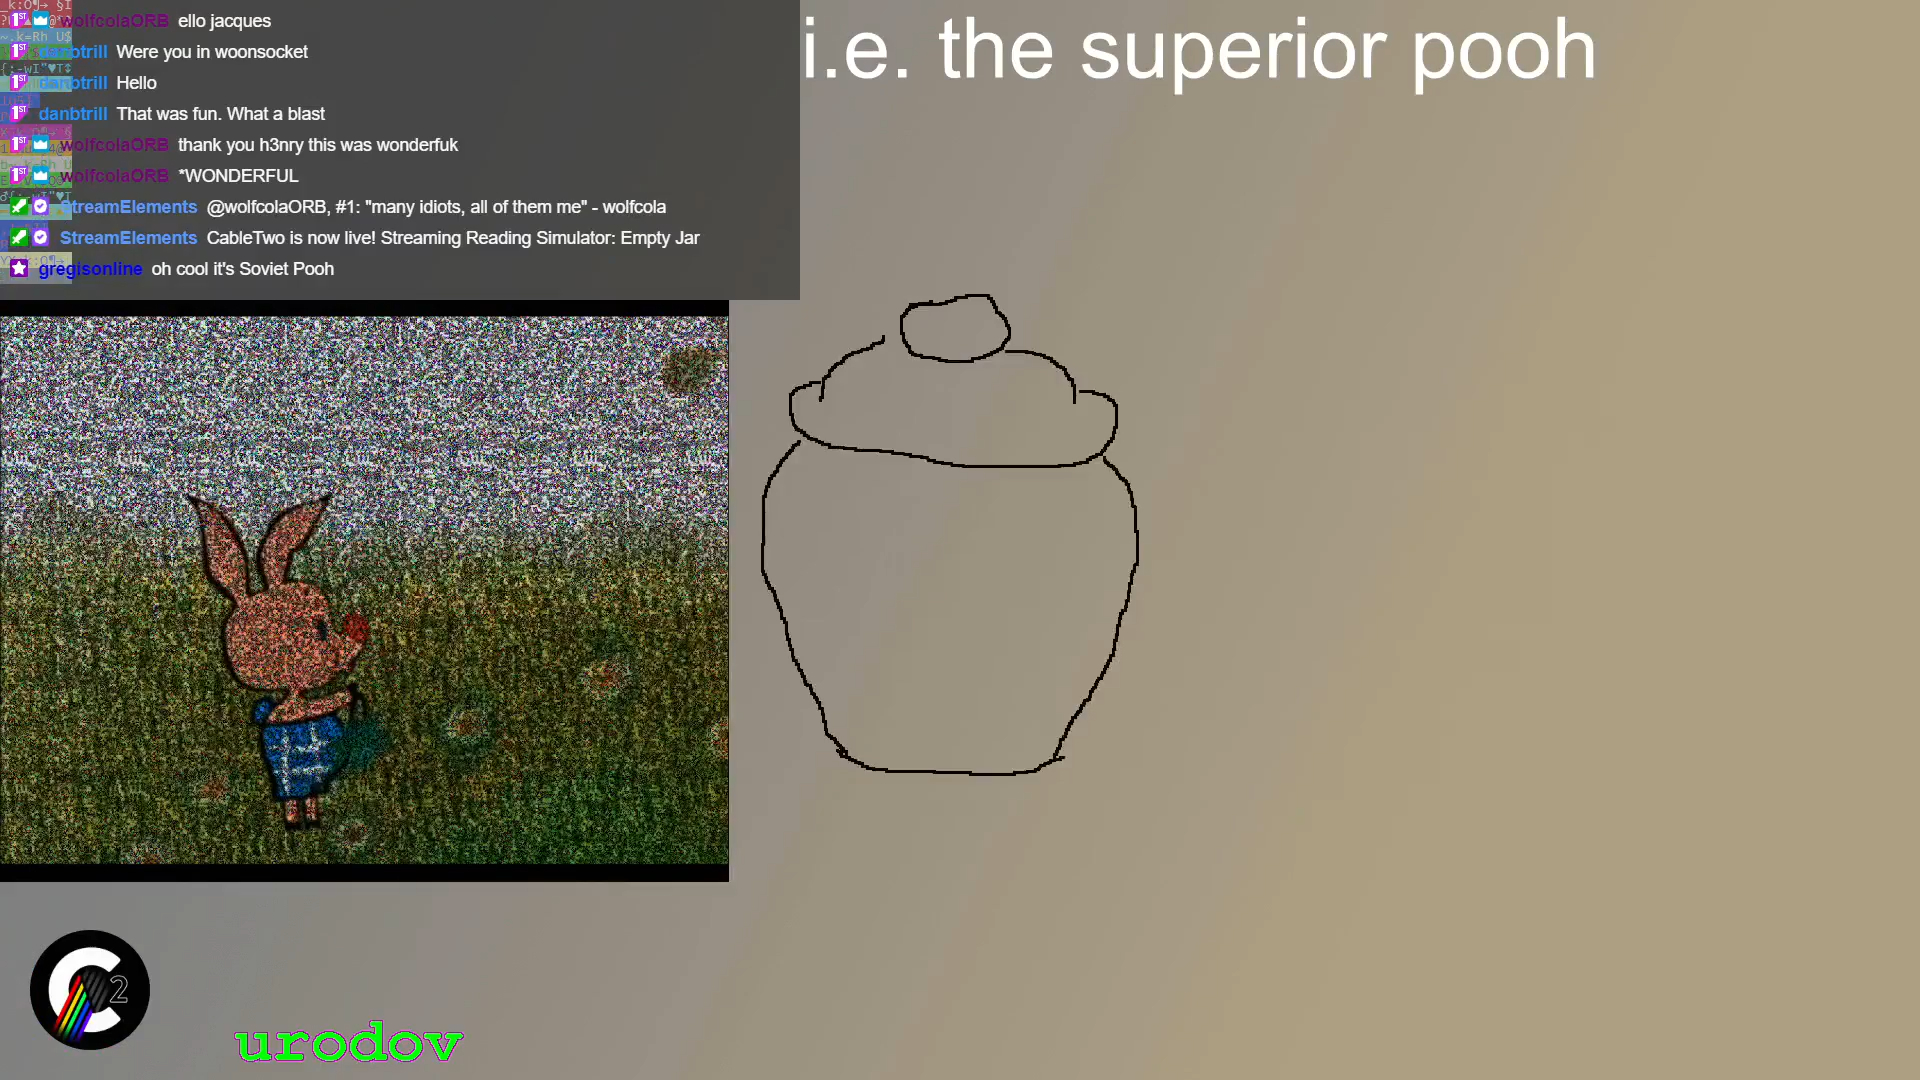 wolfcolaORB ello jacques
danbtrill Were you in woonsocket
danbtrill Hello
danbtrill That was fun. What a blast
wolfcolaORB thank you h3nry this was wonderfuk
wolfcolaORB *WONDERFUL
StreamElements @wolfcolaORB, #1: "many idiots, all of them me" - wolfcola
StreamElements CableTwo is now live! Streaming Reading Simulator: Empty Jar
gregisonline oh cool it's Soviet Pooh
i.e. the superior pooh
C2
urodov